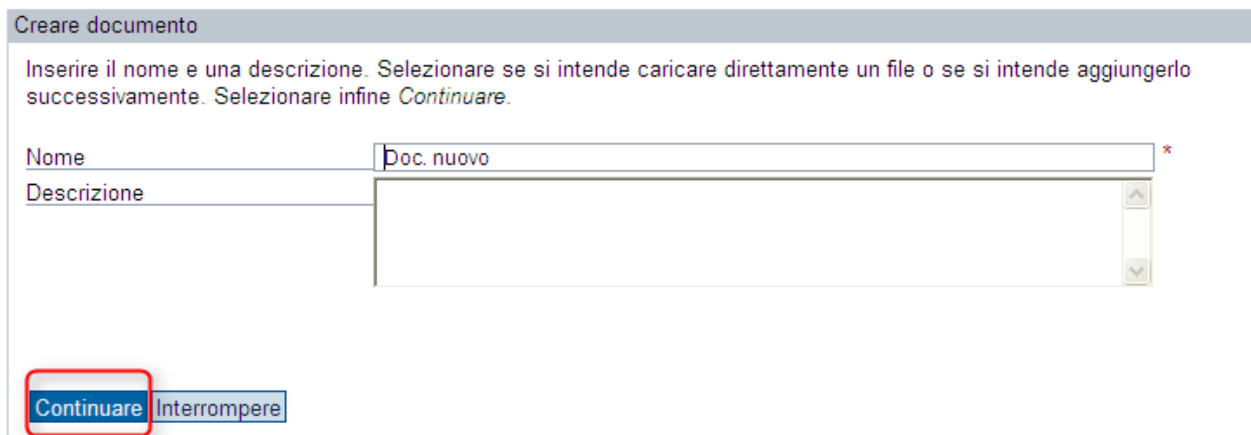 Creare documento
Inserire il nome e una descrizione. Selezionare se si intende caricare direttamente un file o se si intende aggiungerlo
successivamente. Selezionare infine Continuare.
Nome Doc. nuovo *
Descrizione
Continuare Interrompere